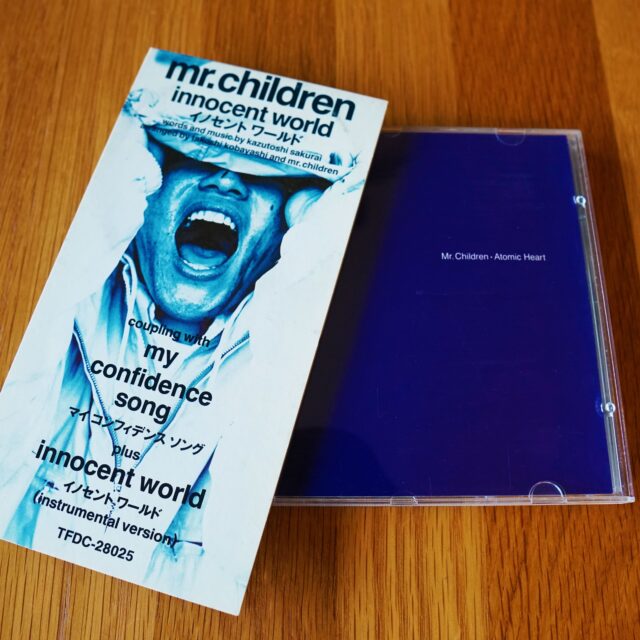 mr.children
innocent world
イノセント ワールド
words and music by kazutoshi sakurai
arranged by takeshi kobayashi and mr.children
coupling with
my
confidence
song
マイ コンフィデンス ソング
plus
innocent world
イノセント ワールド
(instrumental version)
TFDC-28025
Mr. Children・Atomic Heart